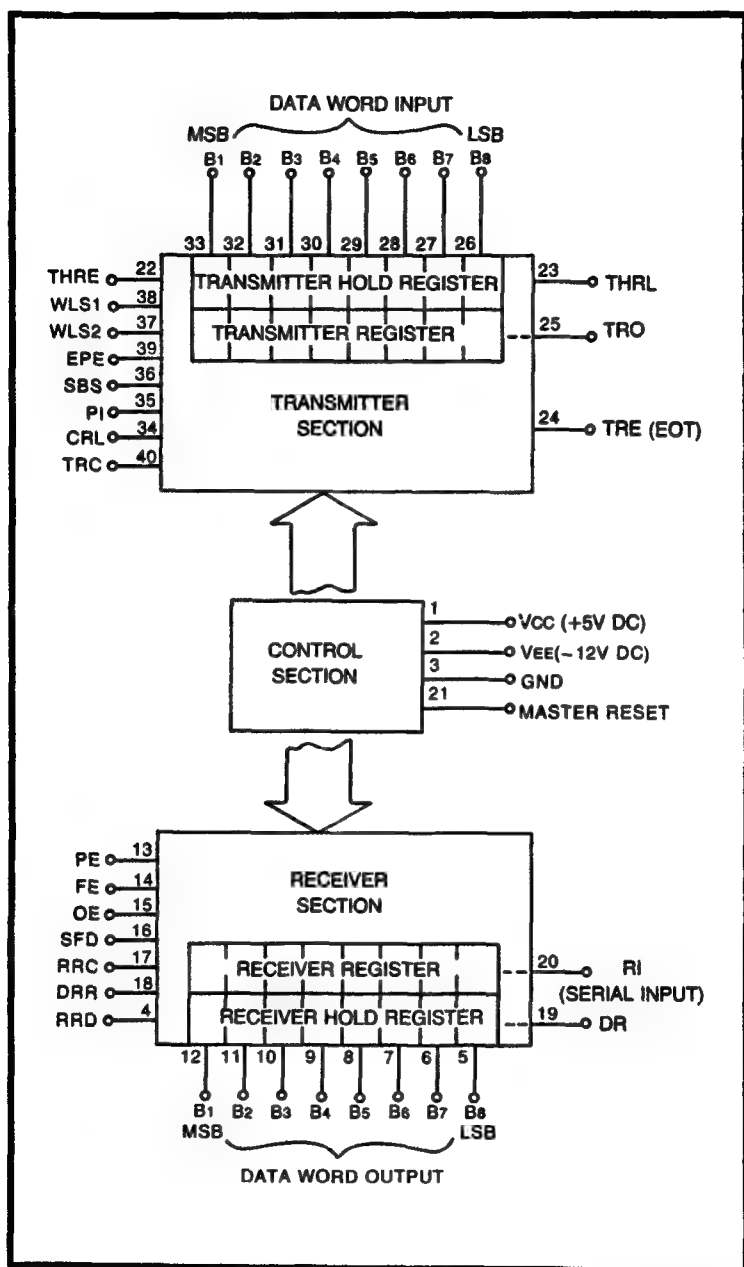 DATA WORD INPUT
MSB LSB
B1 B2 B3 B4 B5 B6 B7 B8
33 32 31 30 29 28 27 26
THRE 22
WLS1 38
WLS2 37
EPE 39
SBS 36
PI 35
CRL 34
TRC 40
TRANSMITTER HOLD REGISTER
TRANSMITTER REGISTER
TRANSMITTER
SECTION
23 THRL
25 TRO
24 TRE (EOT)
CONTROL
SECTION
1 VCC (+5V DC)
2 VEE(-12V DC)
3 GND
21 MASTER RESET
PE 13
FE 14
OE 15
SFD 16
RRC 17
DRR 18
RRD 4
RECEIVER
SECTION
RECEIVER REGISTER
RECEIVER HOLD REGISTER
20 RI
(SERIAL INPUT)
19 DR
12 11 10 9 8 7 6 5
B1 B2 B3 B4 B5 B6 B7 B8
MSB LSB
DATA WORD OUTPUT